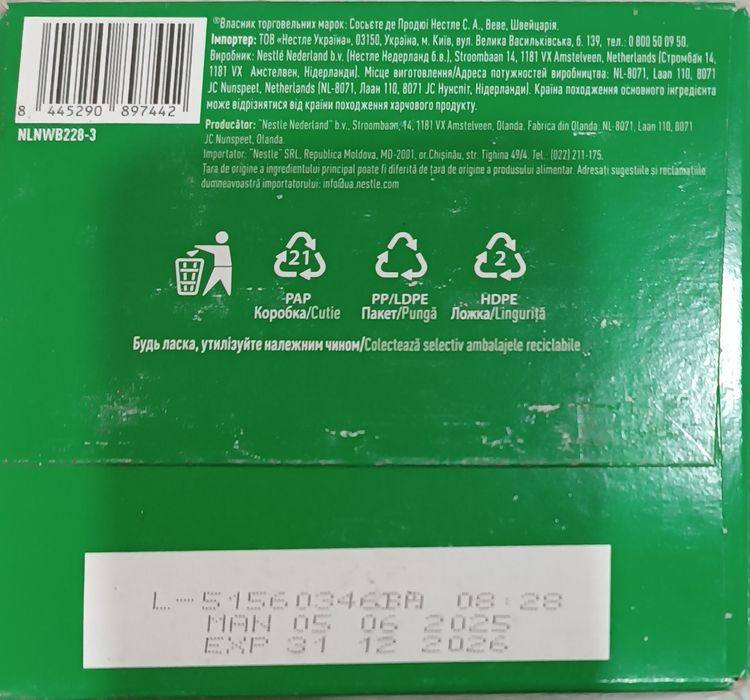 ®Власник торговельних марок: Сосьєте де Продюї Нестле С. А., Веве, Швейцарія.
Імпортер: ТОВ «Нестле Україна», 03150, Україна, м. Київ, вул. Велика Васильківська, б. 139, тел.: 0 800 50 09 50.
Виробник: Nestlé Nederland b.v. (Нестле Недерланд б.в.), Stroombaan 14, 1181 VX Amstelveen, Netherlands (Стромбан 14,
1181 VX Амстелвен, Нідерланди). Місце виготовлення/Адреса потужностей виробництва: NL-8071, Laan 110, 8071
JC Nunspeet, Netherlands (NL-8071, Лаан 110, 8071 JC Нунспіт, Нідерланди). Країна походження основного інгредієнта
може відрізнятися від країни походження харчового продукту.
8 445290 897442
NLNWB228-3
Producător: "Nestle Nederland" b.v., Stroombaan, 14, 1181 VX Amstelveen, Olanda. Fabrica din Olanda: NL-8071, Laan 110, 8071
JC Nunspeet, Olanda.
Importator: "Nestle" SRL, Republica Moldova, MD-2001, or.Chişinău, str. Tighina 49/4. Tel.: (022) 211-175.
Ţara de origine a ingredientului principal poate fi diferită de ţara de origine a produsului alimentar. Adresaţi sugestiile şi reclamaţiile
dumneavoastră importatorului: info@ua.nestle.com
21 2
PAP PP/LDPE HDPE
Коробка/Cutie Пакет/Pungă Ложка/Linguriță
Будь ласка, утилізуйте належним чином/Colectează selectiv ambalajele reciclabile
L-51560346BA 08:28
MAN 05 06 2025
EXP 31 12 2026